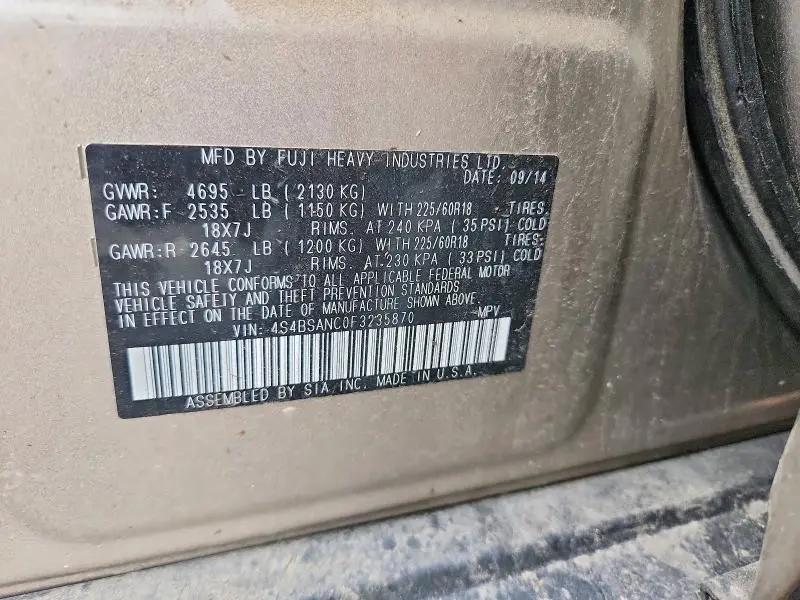 MFD BY FUJI HEAVY INDUSTRIES LTD.
DATE: 09/14
GVWR: 4695 LB (2130 KG)
GAWR:F 2535 LB (1150 KG) WITH 225/60R18 TIRES,
18X7J RIMS. AT 240 KPA (35 PSI) COLD
GAWR:R 2645 LB (1200 KG) WITH 225/60R18 TIRES,
18X7J RIMS. AT 230 KPA (33 PSI) COLD
THIS VEHICLE CONFORMS TO ALL APPLICABLE FEDERAL MOTOR
VEHICLE SAFETY AND THEFT PREVENTION STANDARDS
IN EFFECT ON THE DATE OF MANUFACTURE SHOWN ABOVE.
VIN: 4S4BSANC0F3235870 MPV
ASSEMBLED BY SIA, INC. MADE IN U.S.A.